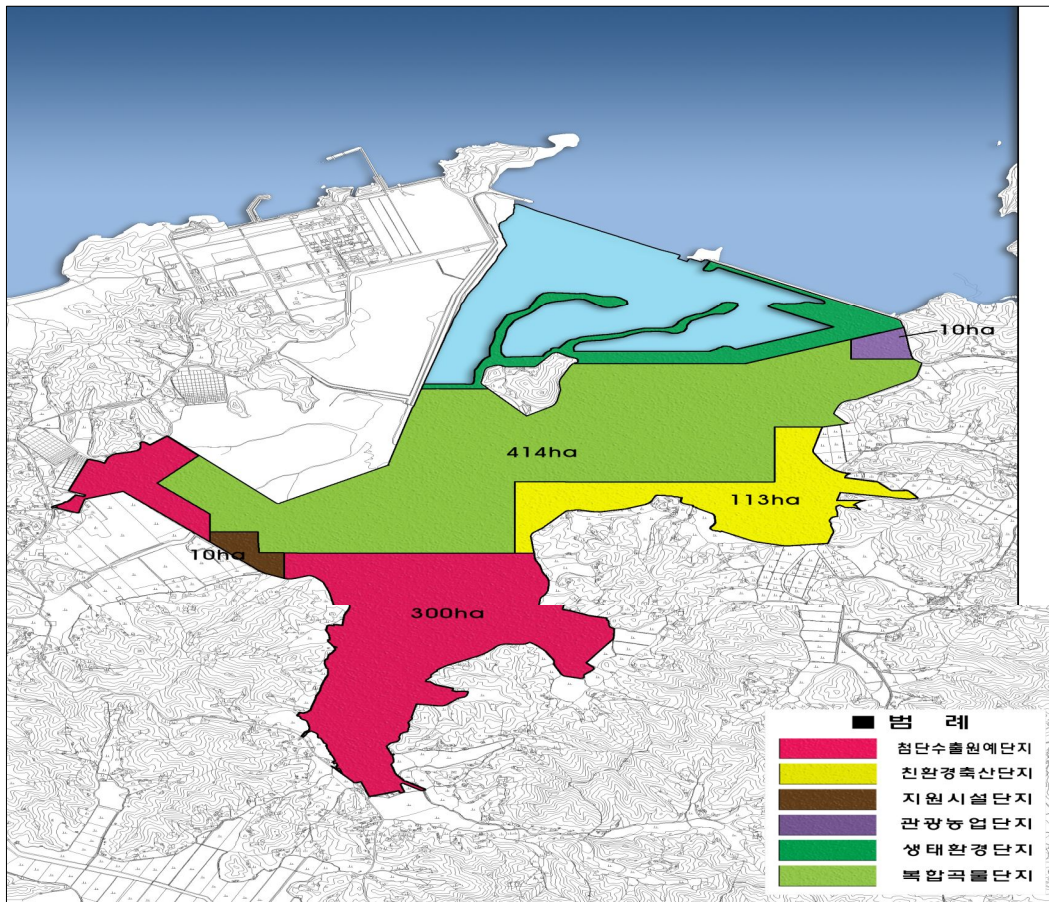 10ha
414ha
113ha
10ha
300ha
■ 범 례
첨단수출원예단지
친환경축산단지
지원시설단지
관광농업단지
생태환경단지
복합곡물단지